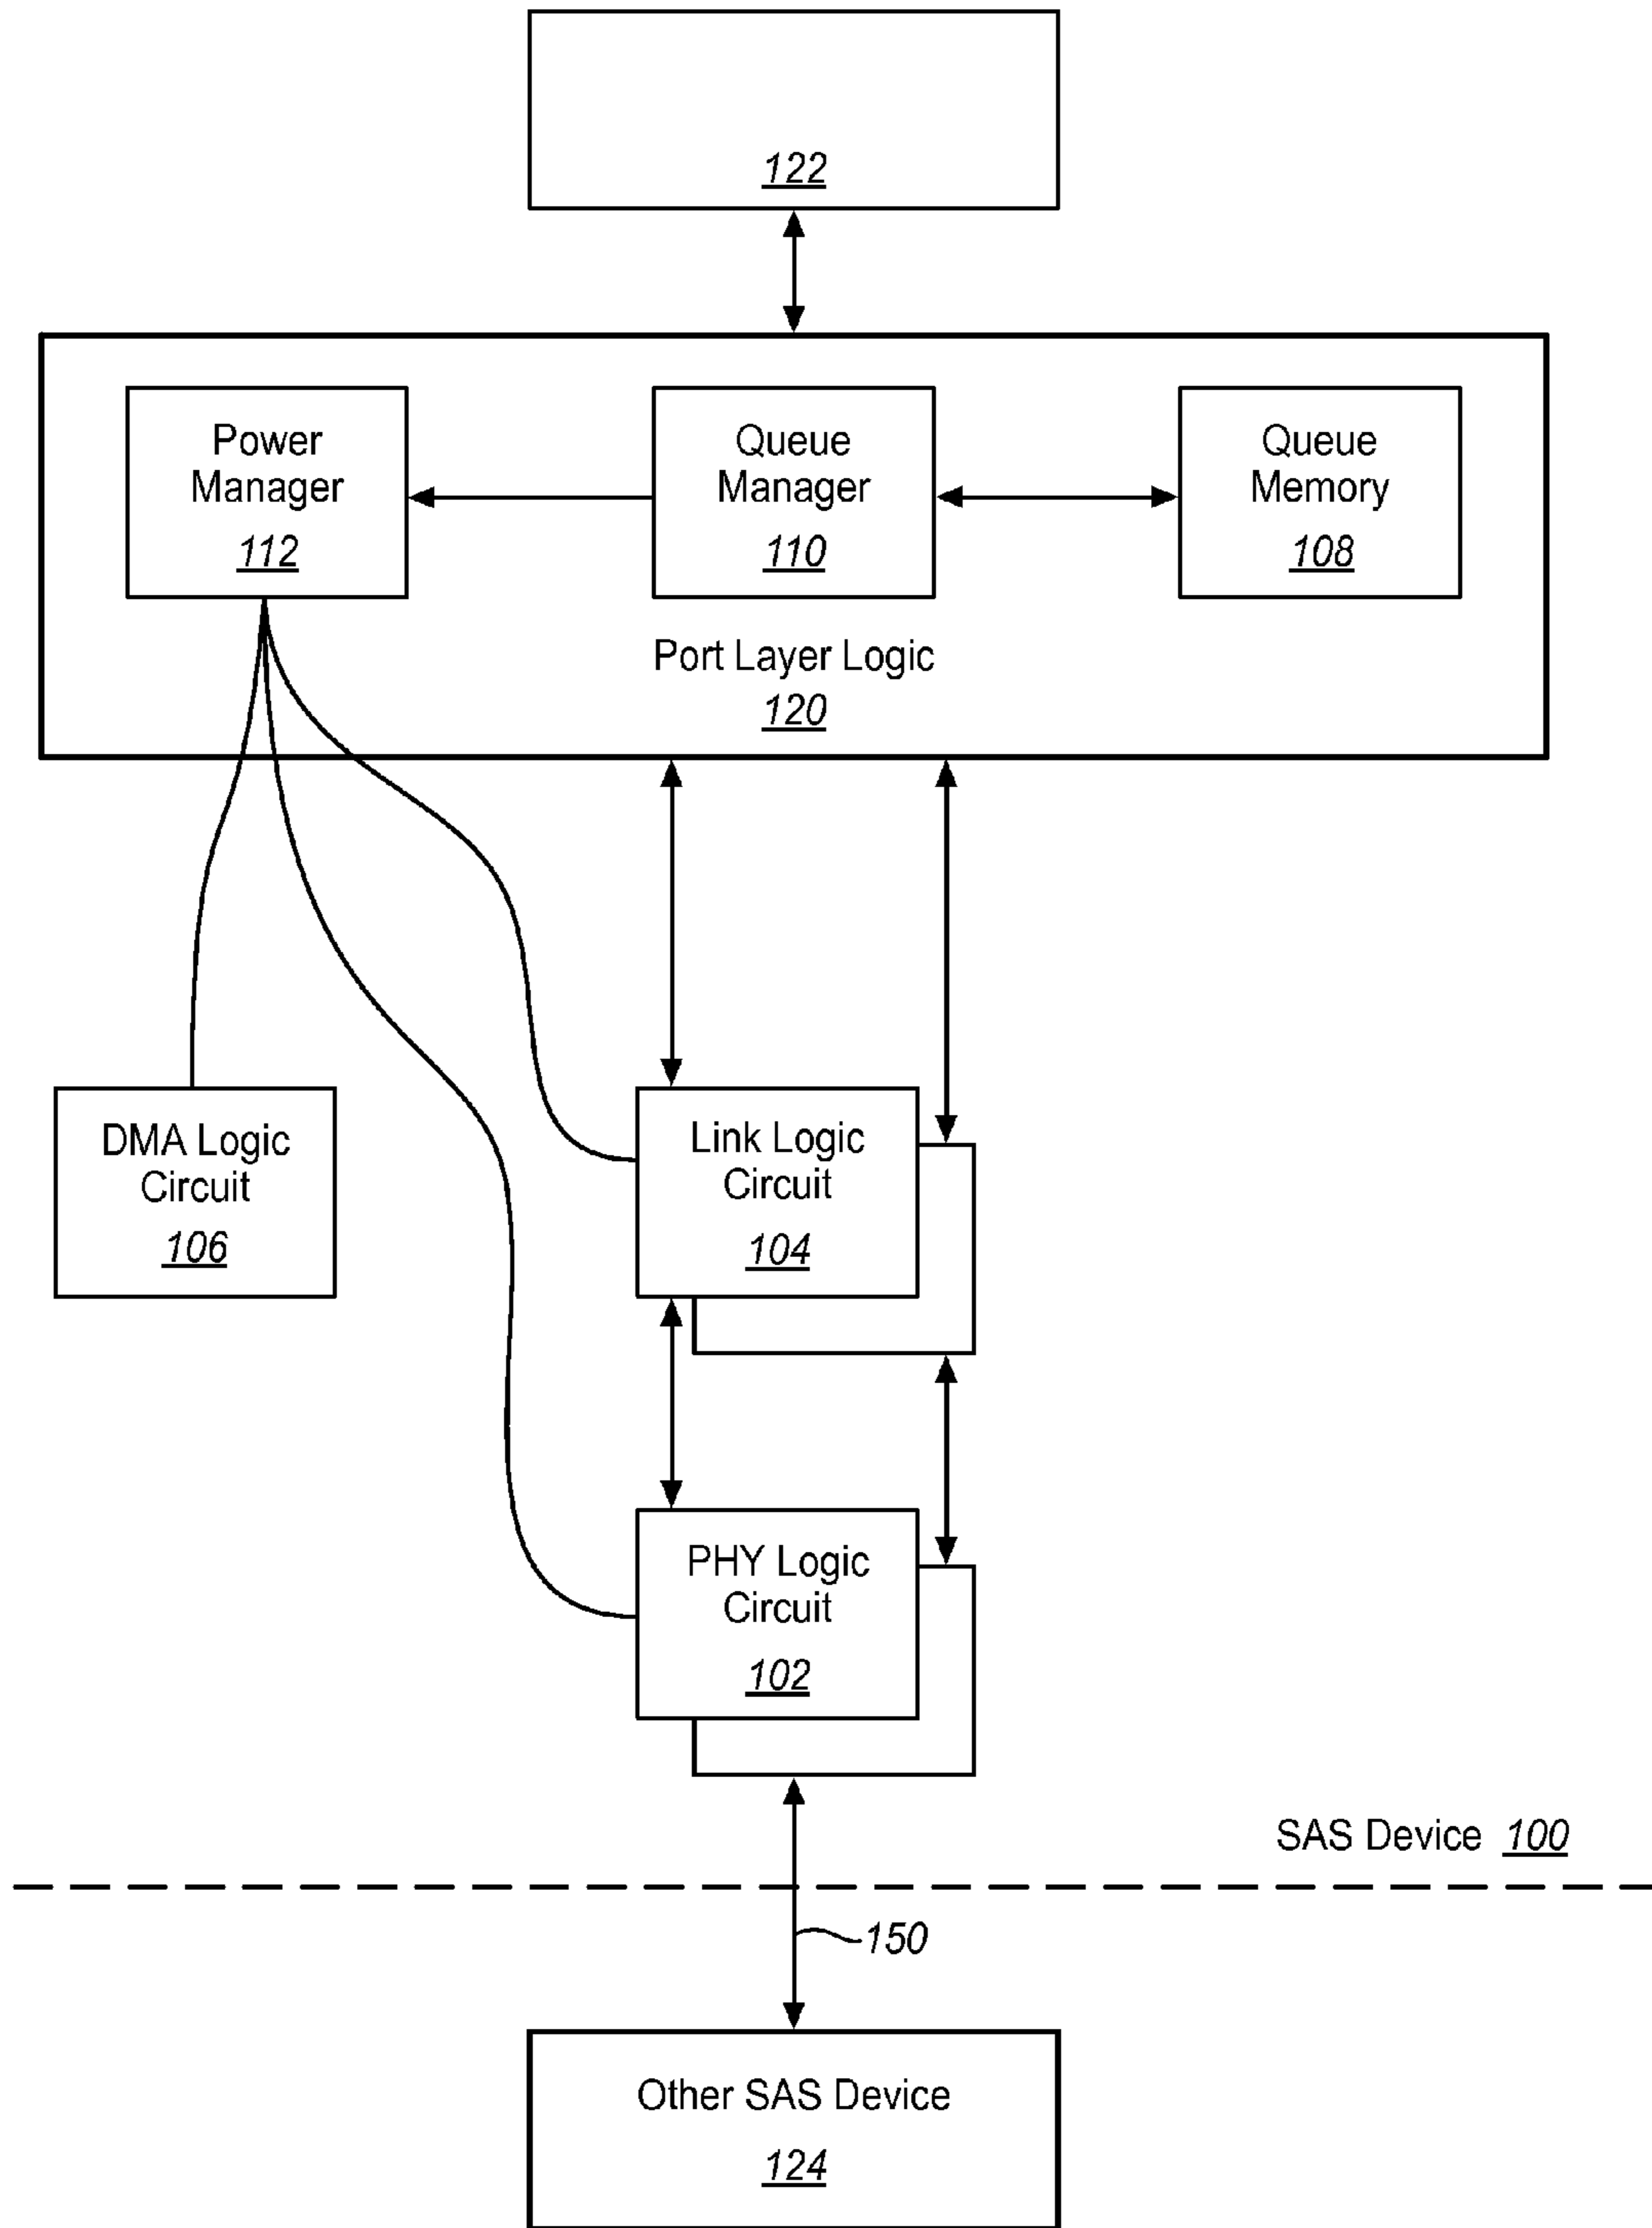 122
Power
Manager
112
Queue
Manager
110
Queue
Memory
108
Port Layer Logic
120
DMA Logic
Circuit
106
Link Logic
Circuit
104
PHY Logic
Circuit
102
SAS Device 100
150
Other SAS Device
124